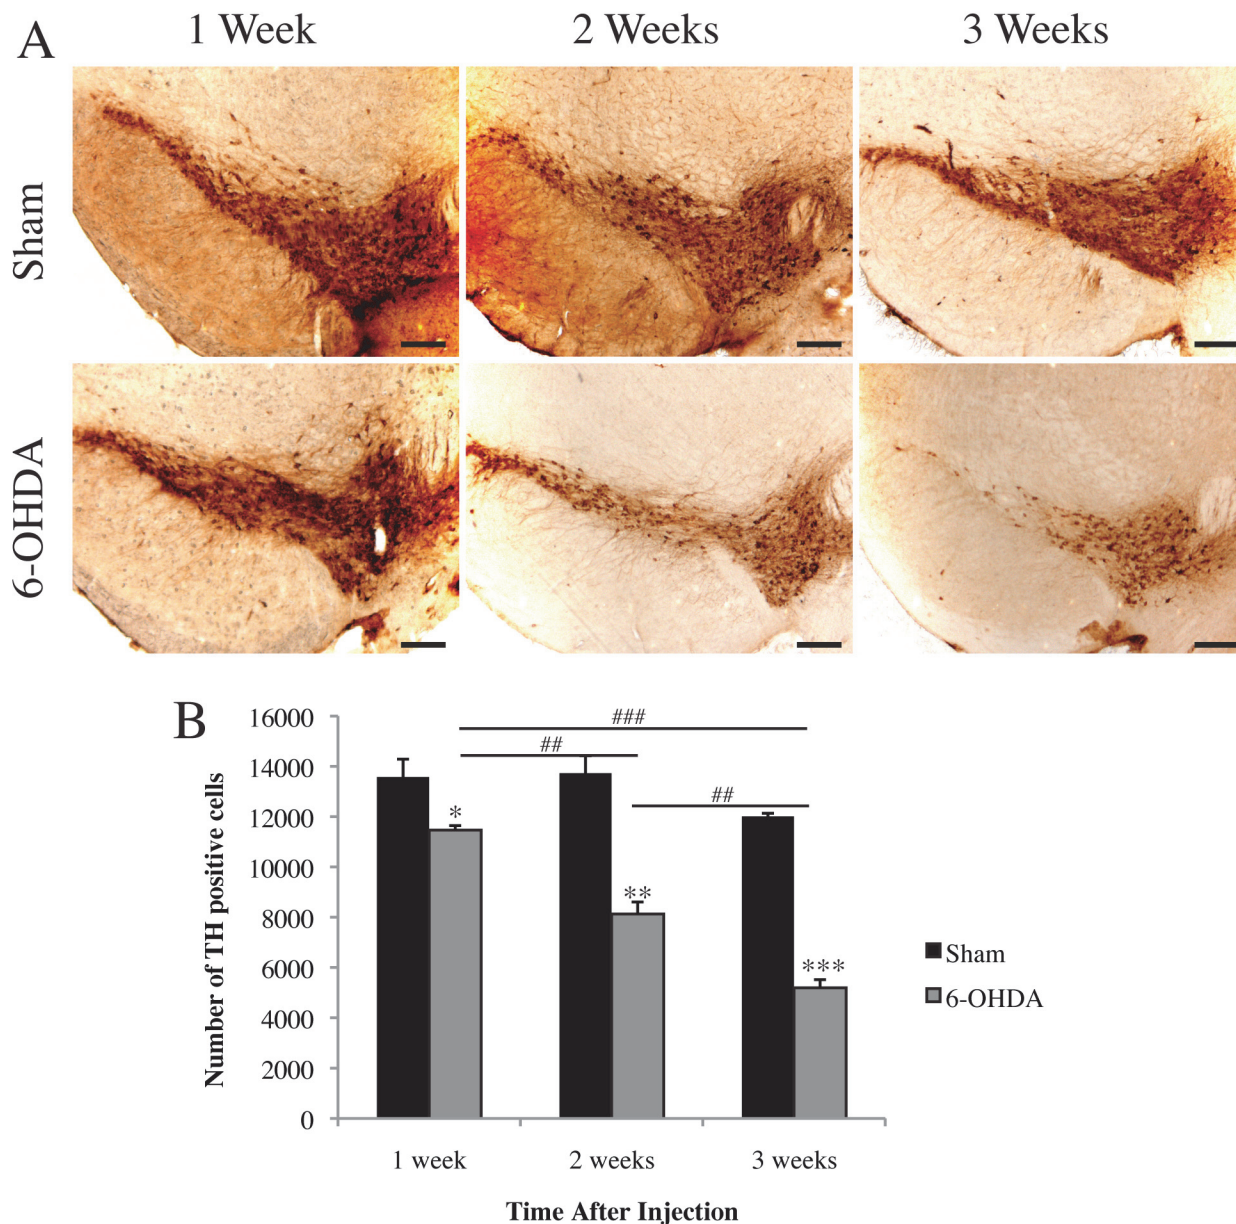 A
1 Week 2 Weeks 3 Weeks
Sham
6-OHDA
B
Number of TH positive cells
16000
14000
12000
10000
8000
6000
4000
2000
0
###
##
##
*
**
***
Sham
6-OHDA
1 week 2 weeks 3 weeks
Time After Injection